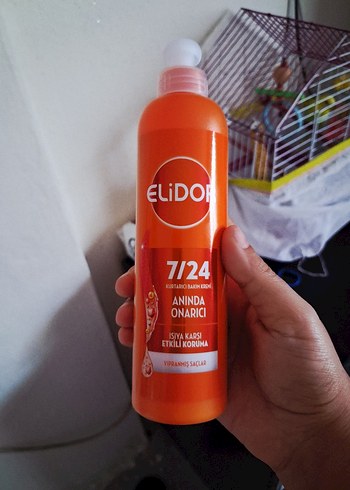 ELiDOR
7/24
KURTARICI BAKIM KREMİ
ANINDA
ONARICI
ISIYA KARŞI
ETKİLİ KORUMA
YIPRANMIŞ SAÇLAR